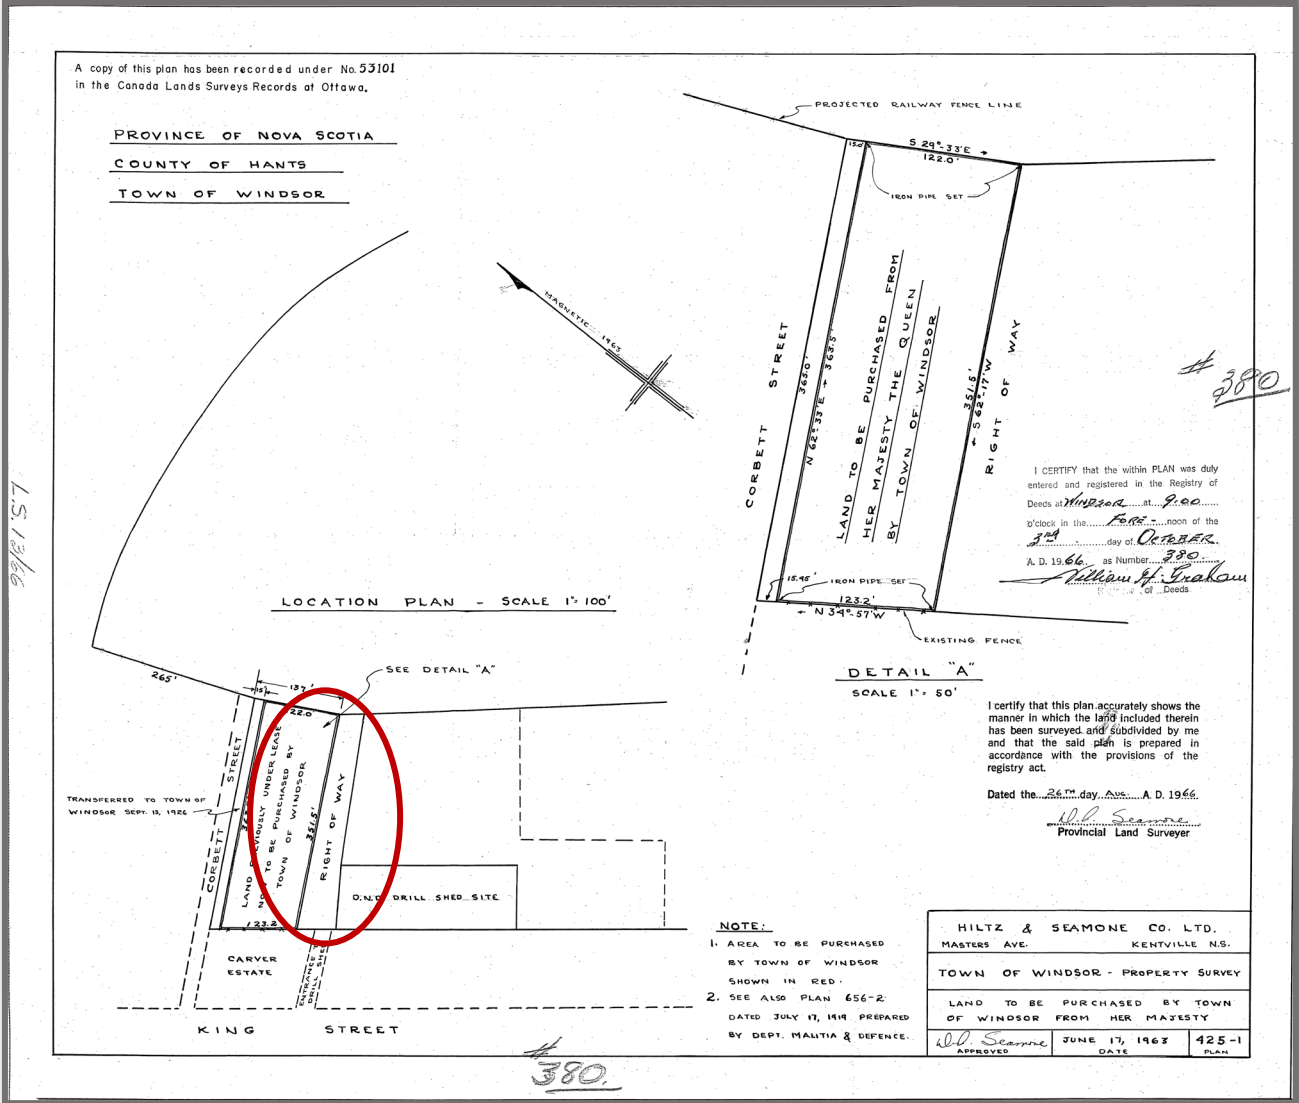 A copy of this plan has been recorded under No. 53101
in the Canada Lands Surveys Records at Ottawa.
PROVINCE OF NOVA SCOTIA
COUNTY OF HANTS
TOWN OF WINDSOR
PROJECTED RAILWAY FENCE LINE
15.0'
S 29°-33'E
122.0'
IRON PIPE SET
MAGNETIC 1963
CORBETT STREET
365.0'
N 62°-33'E
363.5'
LAND TO BE PURCHASED FROM
HER MAJESTY THE QUEEN
BY TOWN OF WINDSOR
351.5'
S 62°-17'W
RIGHT OF WAY
# 380
L.S. 13/66
I CERTIFY that the within PLAN was duly
entered and registered in the Registry of
Deeds at WINDSOR at 9:00
o'clock in the FORE- noon of the
3rd day of OCTOBER
A. D. 1966 as Number 380.
William H. Graham
of Deeds
15.95'
IRON PIPE SET
123.2'
N 34°-57'W
EXISTING FENCE
DETAIL "A"
SCALE 1"= 50'
LOCATION PLAN - SCALE 1"= 100'
265'
15'
137'
SEE DETAIL "A"
22.0'
CORBETT STREET
TRANSFERRED TO TOWN OF
WINDSOR SEPT. 13, 1926
LAND PREVIOUSLY UNDER LEASE
NOW TO BE PURCHASED BY
TOWN OF WINDSOR
351.5'
RIGHT OF WAY
D.N.D. DRILL SHED SITE
123.2
CARVER
ESTATE
ENTRANCE TO
DRILL SHED
KING STREET
I certify that this plan accurately shows the
manner in which the land included therein
has been surveyed and subdivided by me
and that the said plan is prepared in
accordance with the provisions of the
registry act.
Dated the 26TH day AUG. A. D. 1966
D.D. Seamone
Provincial Land Surveyor
NOTE:
1. AREA TO BE PURCHASED
BY TOWN OF WINDSOR
SHOWN IN RED.
2. SEE ALSO PLAN 656-2
DATED JULY 17, 1919 PREPARED
BY DEPT. MALITIA & DEFENCE.
HILTZ & SEAMONE CO. LTD.
MASTERS AVE. KENTVILLE N.S.
TOWN OF WINDSOR - PROPERTY SURVEY
LAND TO BE PURCHASED BY TOWN
OF WINDSOR FROM HER MAJESTY
D.D. Seamone
APPROVED
JUNE 17, 1963
DATE
425-1
PLAN
# 380.